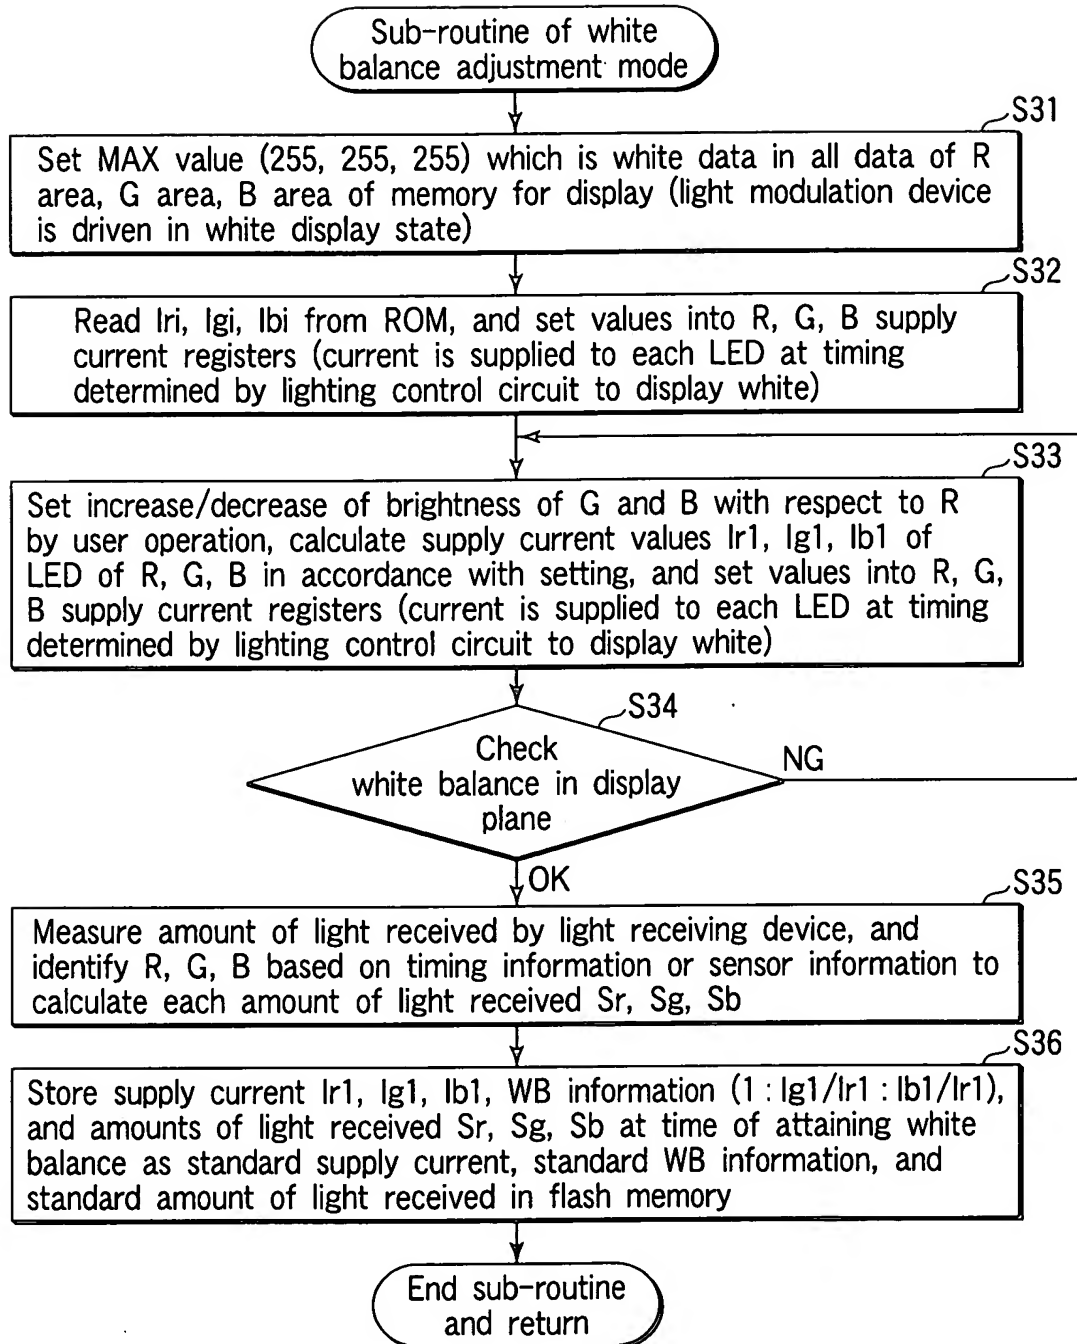 Sub-routine of white
balance adjustment mode
S31
Set MAX value (255, 255, 255) which is white data in all data of R
area, G area, B area of memory for display (light modulation device
is driven in white display state)
S32
Read Iri, Igi, Ibi from ROM, and set values into R, G, B supply
current registers (current is supplied to each LED at timing
determined by lighting control circuit to display white)
S33
Set increase/decrease of brightness of G and B with respect to R
by user operation, calculate supply current values Ir1, Ig1, Ib1 of
LED of R, G, B in accordance with setting, and set values into R, G,
B supply current registers (current is supplied to each LED at timing
determined by lighting control circuit to display white)
S34
Check
white balance in display
plane
NG
OK
S35
Measure amount of light received by light receiving device, and
identify R, G, B based on timing information or sensor information to
calculate each amount of light received Sr, Sg, Sb
S36
Store supply current Ir1, Ig1, Ib1, WB information (1 : Ig1/Ir1 : Ib1/Ir1),
and amounts of light received Sr, Sg, Sb at time of attaining white
balance as standard supply current, standard WB information, and
standard amount of light received in flash memory
End sub-routine
and return